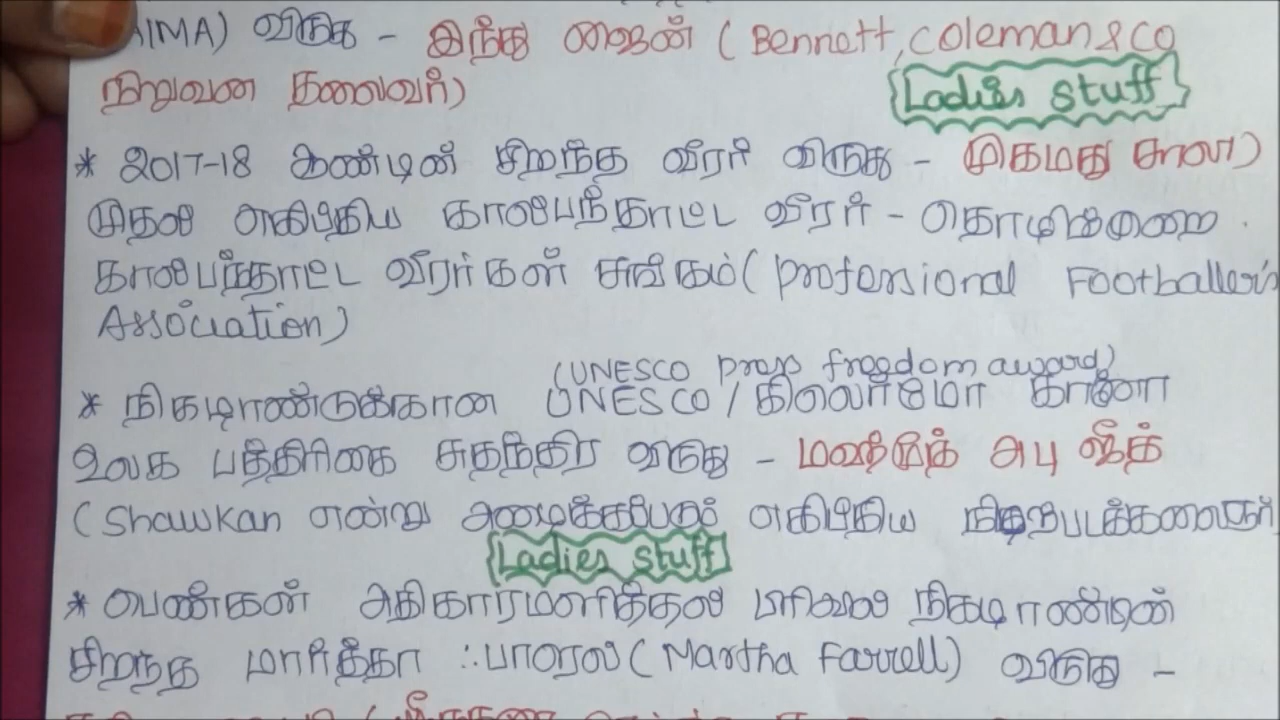 AIMA) விருது - இந்து ஜைன் (Bennett, Coleman & Co
நிறுவன தலைவர்)
Ladies Stuff
* 2017-18 ஆண்டின் சிறந்த வீரர் விருது - முகமது சாலா)
முதல் எகிப்திய கால்பந்தாட்ட வீரர் - தொழில்முறை
கால்பந்தாட்ட வீரர்கள் சங்கம் (Professional Footballer's
Association)
(UNESCO press freedom award)
* நிகழாண்டுக்கான UNESCO / கில்லர்மோ கானோ
உலக பத்திரிகை சுதந்திர விருது - மஹ்மூத் அபு ஜீத்
(Shawkan என்று அழைக்கப்பெறும் எகிப்திய நிழற்படக்கலைஞர்
Ladies Stuff
* பெண்கள் அதிகாரமளித்தல் பிரிவில் நிகழாண்டின்
சிறந்த மார்த்தா ஃபாரெல் (Martha Farrell) விருது -